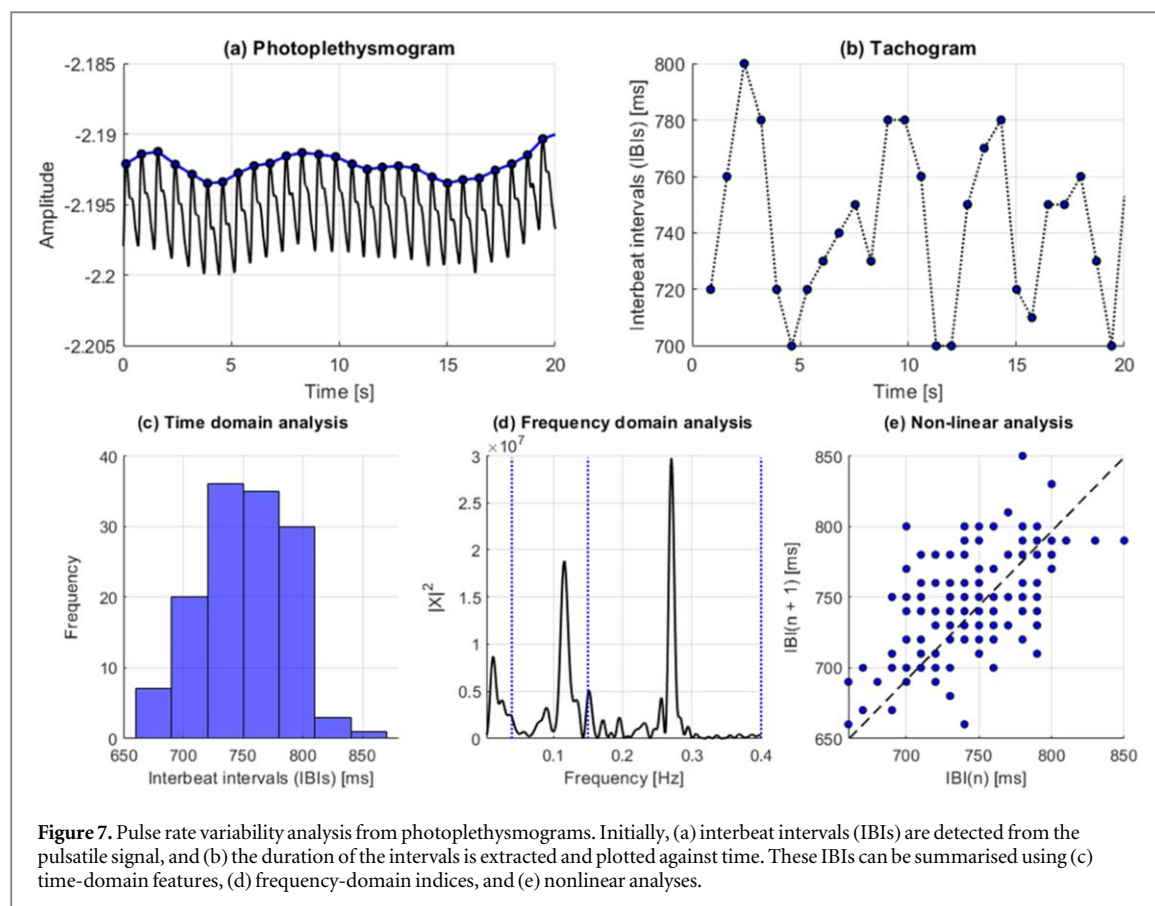 (a) Photoplethysmogram
-2.185
-2.19
-2.195
-2.2
-2.205
Amplitude
0 5 10 15 20
Time [s]
(b) Tachogram
800
780
760
740
720
700
Interbeat intervals (IBIs) [ms]
0 5 10 15 20
Time [s]
(c) Time domain analysis
40
30
20
10
0
Frequency
650 700 750 800 850
Interbeat intervals (IBIs) [ms]
(d) Frequency domain analysis
×10^7
3
2.5
2
1.5
1
0.5
0
|X|^2
0.1 0.2 0.3 0.4
Frequency [Hz]
(e) Non-linear analysis
850
800
750
700
650
IBI(n + 1) [ms]
700 750 800 850
IBI(n) [ms]
Figure 7. Pulse rate variability analysis from photoplethysmograms. Initially, (a) interbeat intervals (IBIs) are detected from the
pulsatile signal, and (b) the duration of the intervals is extracted and plotted against time. These IBIs can be summarised using (c)
time-domain features, (d) frequency-domain indices, and (e) nonlinear analyses.